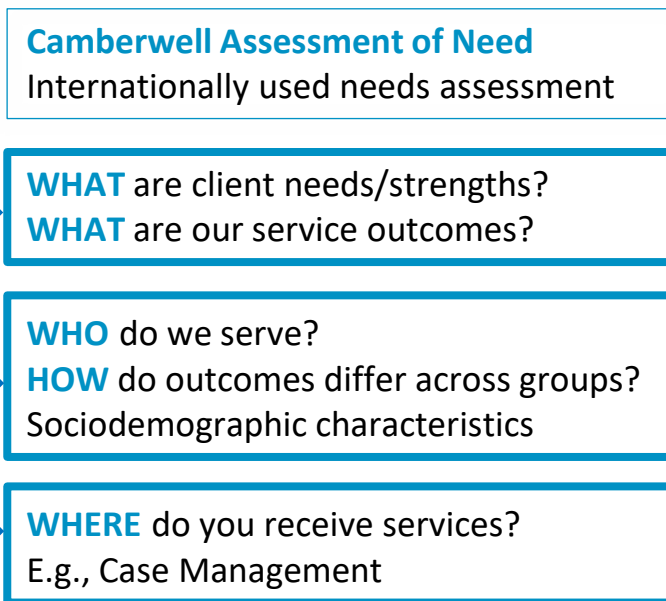 Camberwell Assessment of Need
Internationally used needs assessment
WHAT are client needs/strengths?
WHAT are our service outcomes?
WHO do we serve?
HOW do outcomes differ across groups?
Sociodemographic characteristics
WHERE do you receive services?
E.g., Case Management